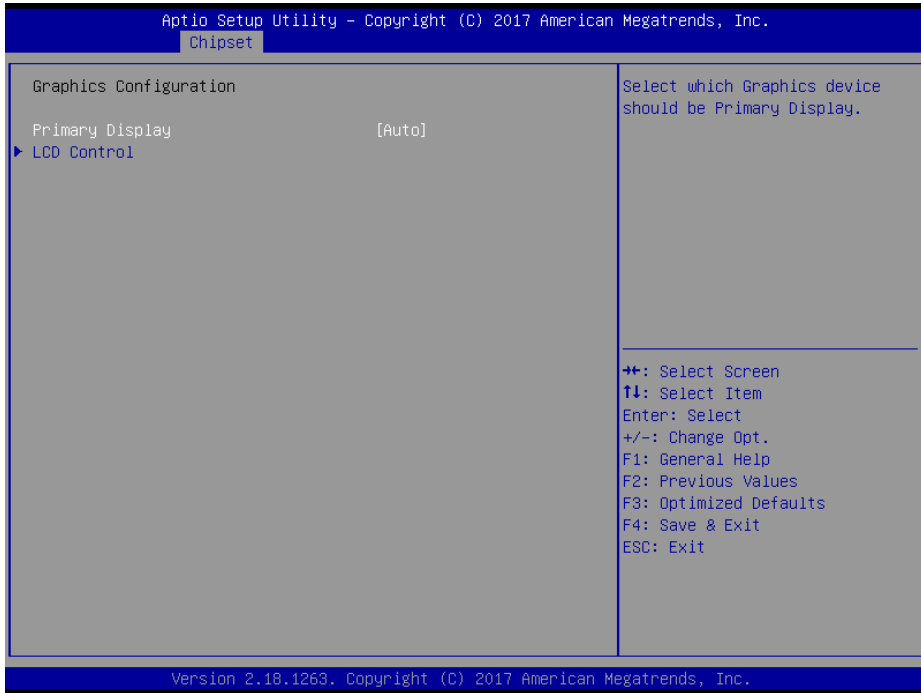 Aptio Setup Utility – Copyright (C) 2017 American Megatrends, Inc.
Chipset
Graphics Configuration
Primary Display [Auto]
▶ LCD Control
Select which Graphics device
should be Primary Display.
→←: Select Screen
↑↓: Select Item
Enter: Select
+/-: Change Opt.
F1: General Help
F2: Previous Values
F3: Optimized Defaults
F4: Save & Exit
ESC: Exit
Version 2.18.1263. Copyright (C) 2017 American Megatrends, Inc.